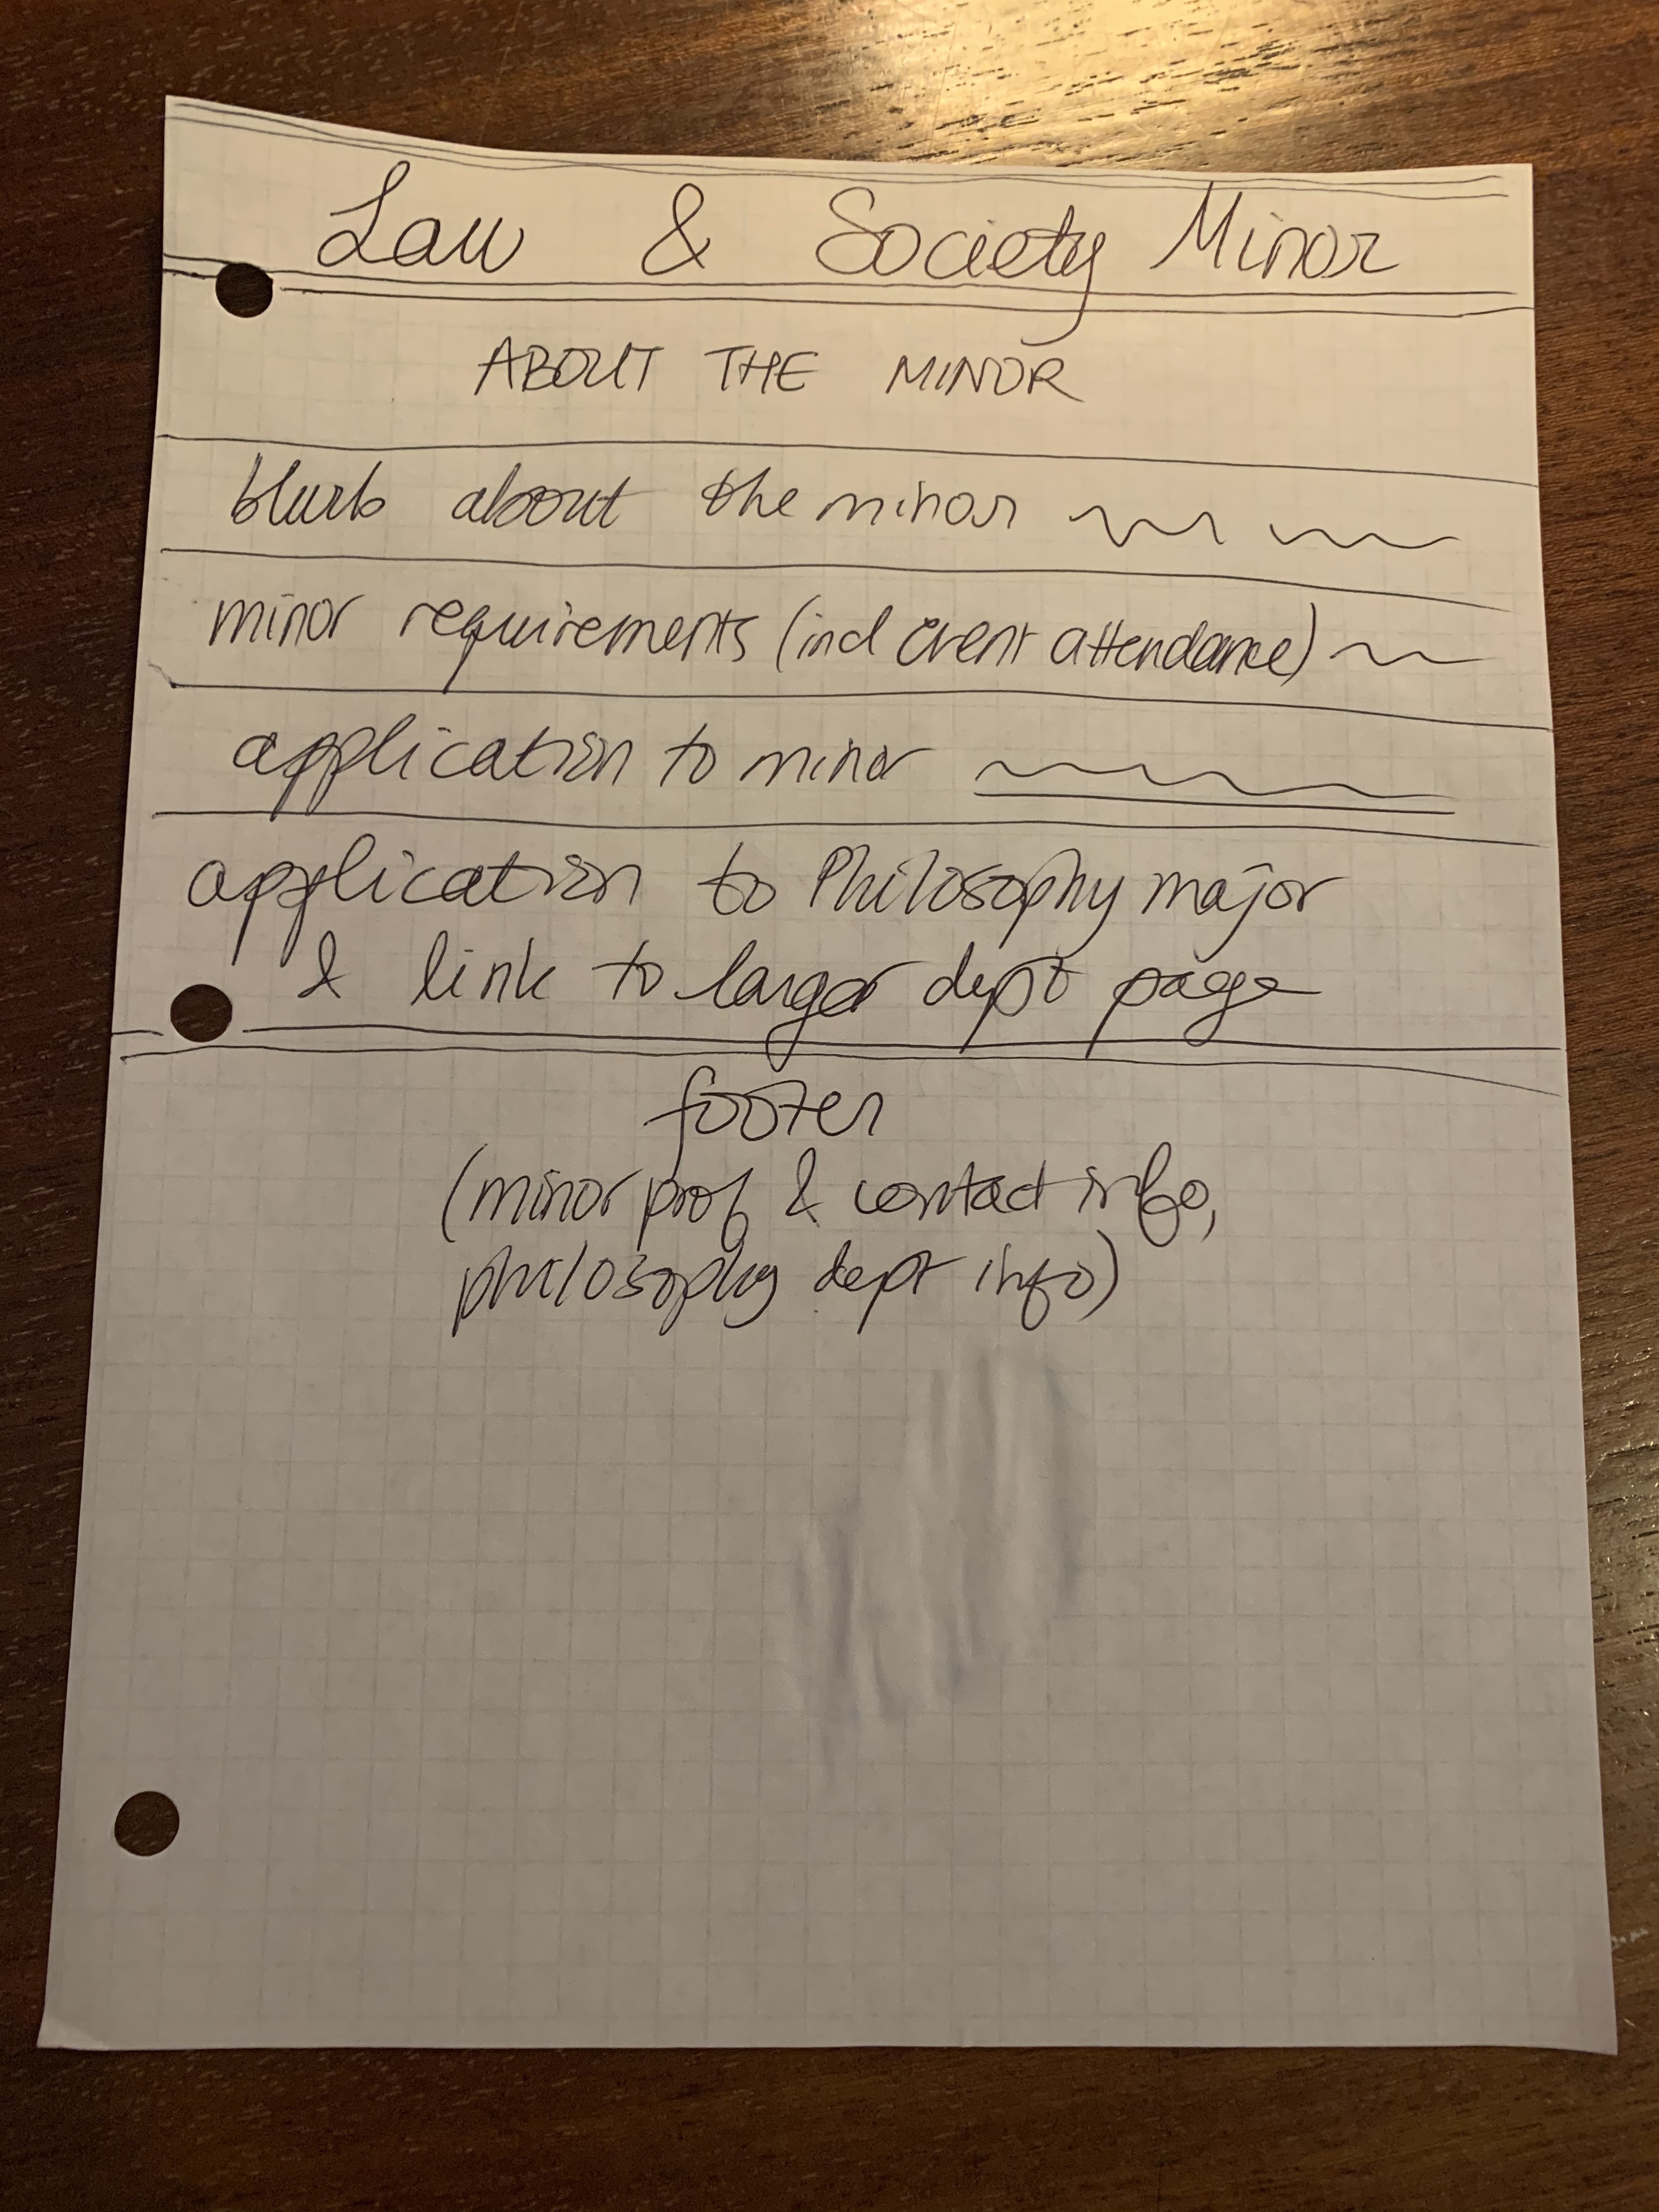 Law & Society Minor
ABOUT THE MINOR
blurb about the minor
minor requirements (incl event attendance)
application to minor
application to Philosophy major
& link to larger dept page
footer
(minor prof & contact info,
philosophy dept info)